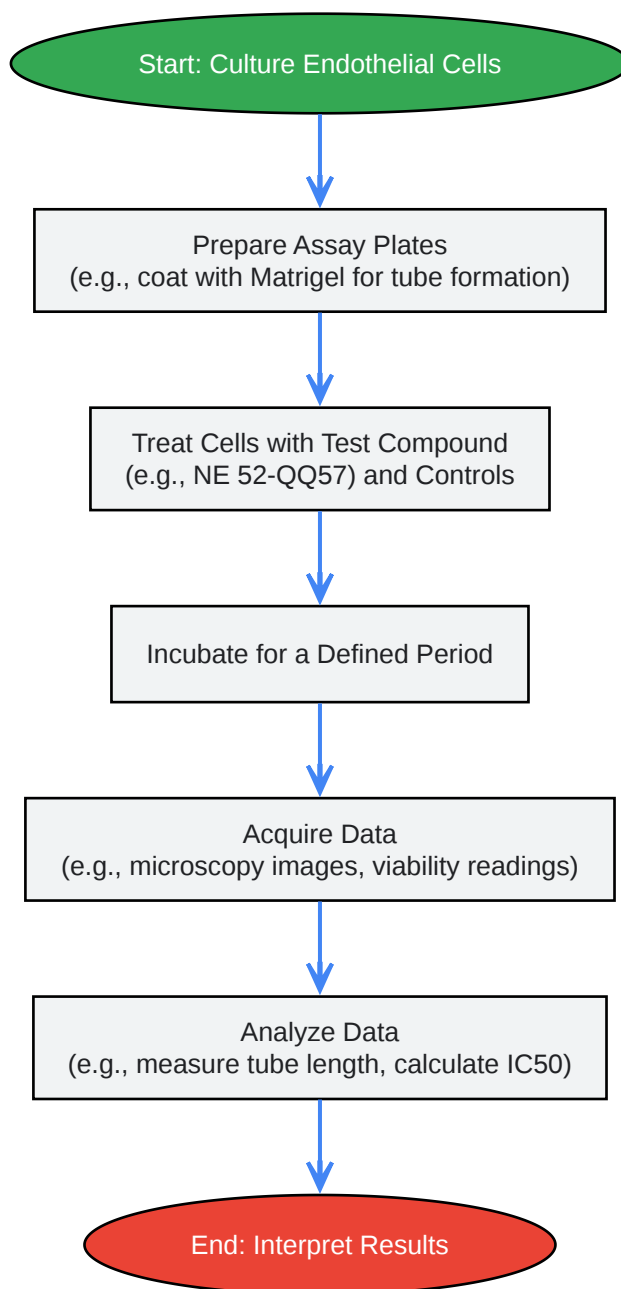 Start: Culture Endothelial Cells
Prepare Assay Plates
(e.g., coat with Matrigel for tube formation)
Treat Cells with Test Compound
(e.g., NE 52-QQ57) and Controls
Incubate for a Defined Period
Acquire Data
(e.g., microscopy images, viability readings)
Analyze Data
(e.g., measure tube length, calculate IC50)
End: Interpret Results